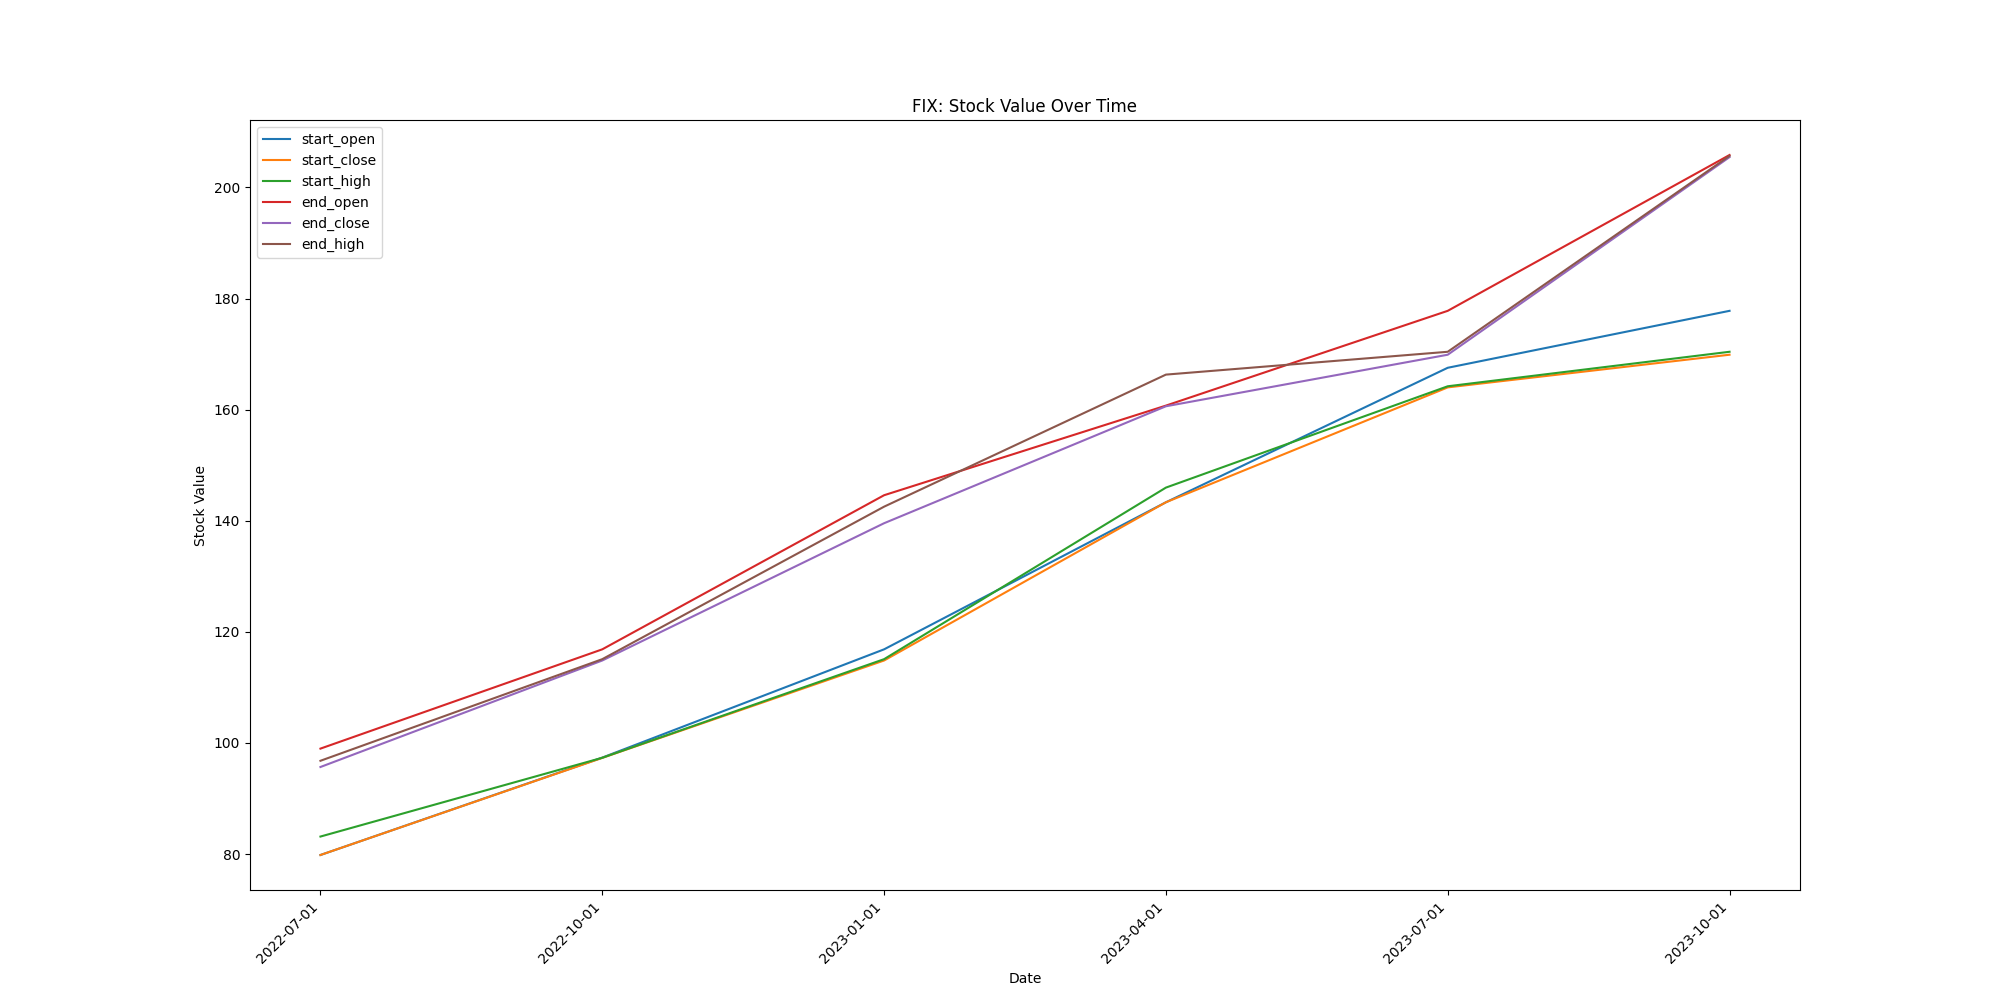 FIX: Stock Value Over Time
start_open
start_close
start_high
end_open
end_close
end_high
200
180
160
140
120
100
80
Stock Value
2022-07-01
2022-10-01
2023-01-01
2023-04-01
2023-07-01
2023-10-01
Date